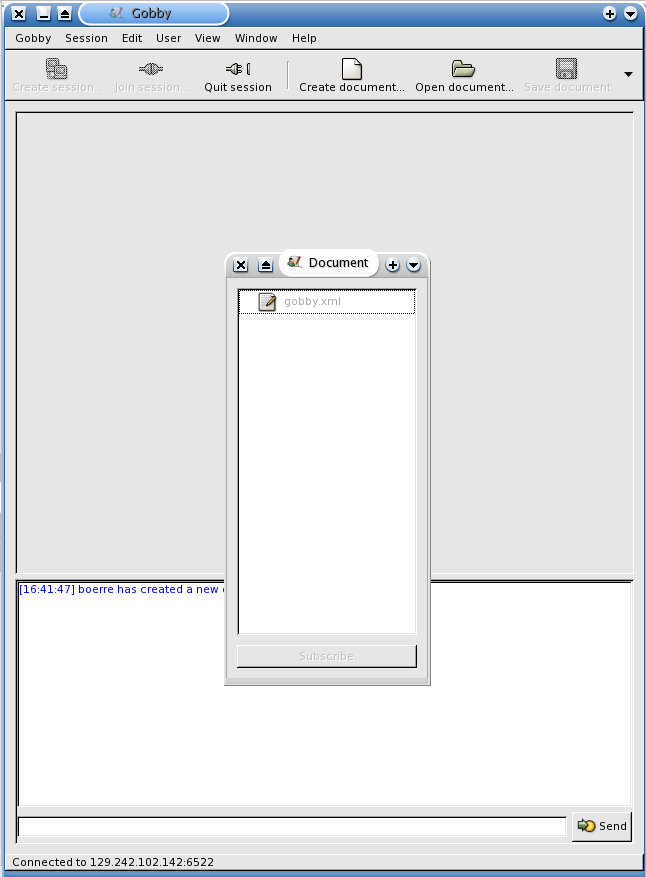 Gobby
Gobby Session Edit User View Window Help
Create session... Join session... Quit session Create document... Open document... Save document
Document
gobby.xml
Subscribe
[16:41:47] boerre has created a new
Send
Connected to 129.242.102.142:6522